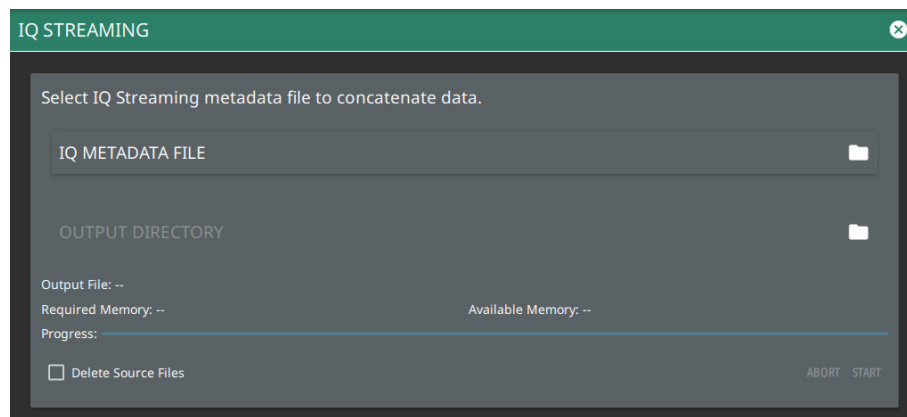 IQ STREAMING
Select IQ Streaming metadata file to concatenate data.
IQ METADATA FILE
OUTPUT DIRECTORY
Output File: --
Required Memory: -- Available Memory: --
Progress:
Delete Source Files ABORT START